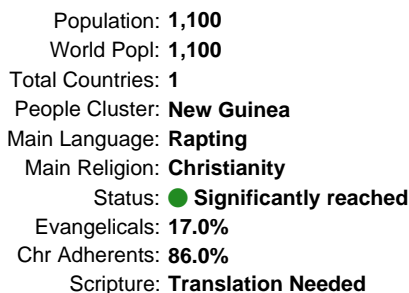 Population: 1,100
World Popl: 1,100
Total Countries: 1
People Cluster: New Guinea
Main Language: Rapting
Main Religion: Christianity
Status: Significantly reached
Evangelicals: 17.0%
Chr Adherents: 86.0%
Scripture: Translation Needed